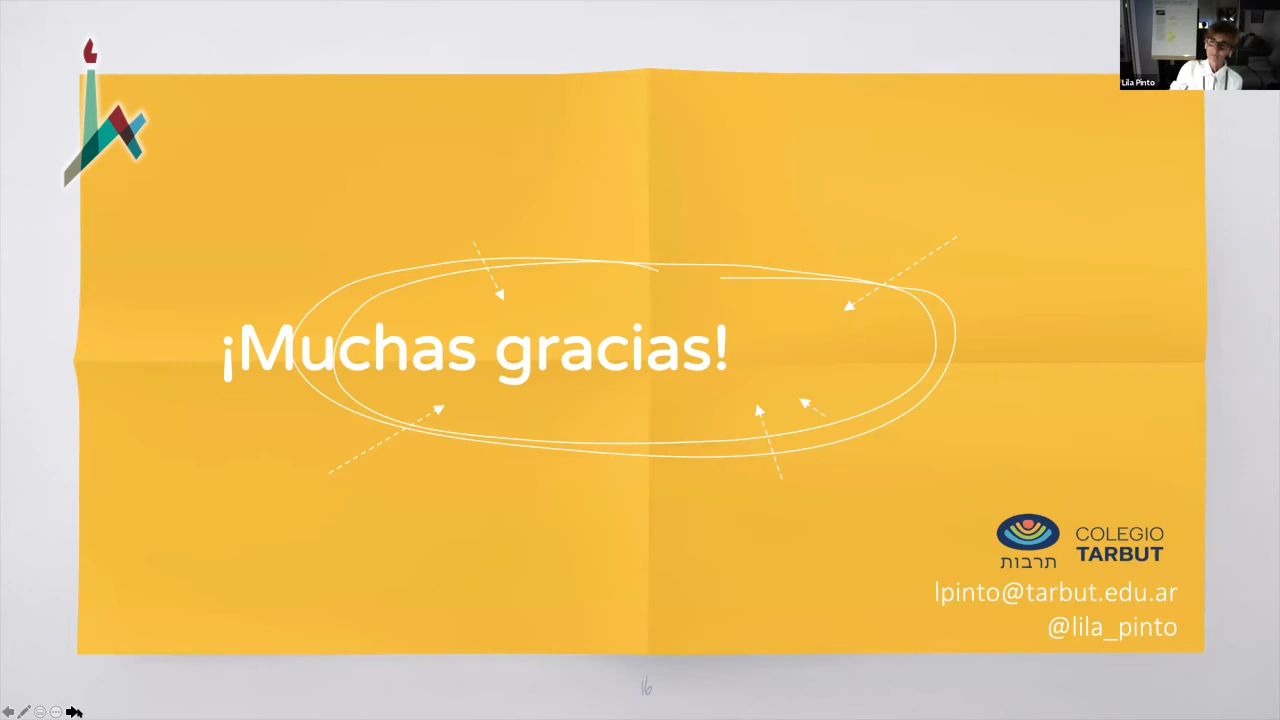 Lila Pinto
¡Muchas gracias!
COLEGIO
TARBUT
תרבות
lpinto@tarbut.edu.ar
@lila_pinto
16